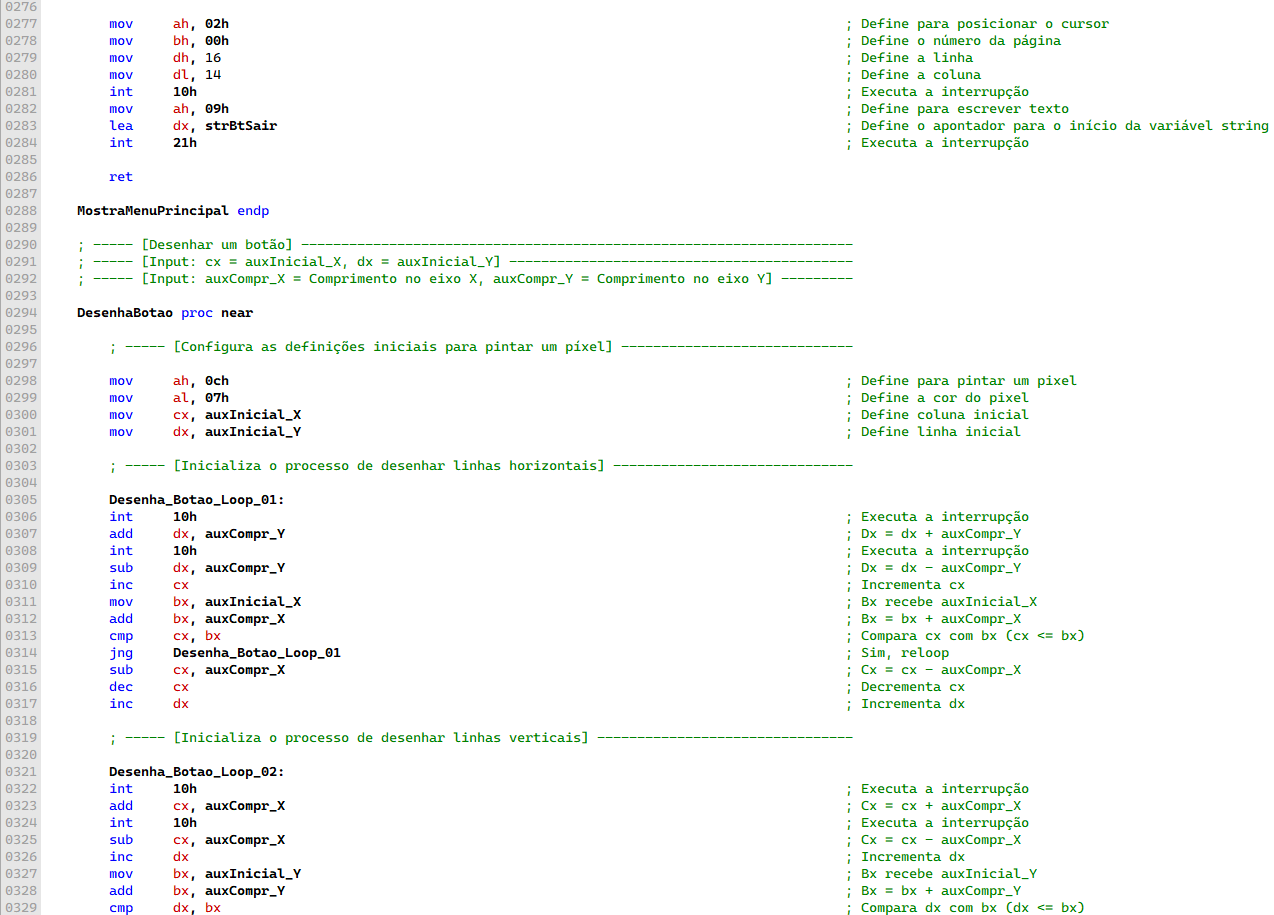 0276
0277 mov ah, 02h ; Define para posicionar o cursor
0278 mov bh, 00h ; Define o número da página
0279 mov dh, 16 ; Define a linha
0280 mov dl, 14 ; Define a coluna
0281 int 10h ; Executa a interrupção
0282 mov ah, 09h ; Define para escrever texto
0283 lea dx, strBtSair ; Define o apontador para o início da variável string
0284 int 21h ; Executa a interrupção
0285
0286 ret
0287
0288 MostraMenuPrincipal endp
0289
0290 ; ----- [Desenhar um botão] ---------------------------------------------------------------------
0291 ; ----- [Input: cx = auxInicial_X, dx = auxInicial_Y] -------------------------------------------
0292 ; ----- [Input: auxCompr_X = Comprimento no eixo X, auxCompr_Y = Comprimento no eixo Y] ---------
0293
0294 DesenhaBotao proc near
0295
0296 ; ----- [Configura as definições iniciais para pintar um píxel] -----------------------------
0297
0298 mov ah, 0ch ; Define para pintar um pixel
0299 mov al, 07h ; Define a cor do pixel
0300 mov cx, auxInicial_X ; Define coluna inicial
0301 mov dx, auxInicial_Y ; Define linha inicial
0302
0303 ; ----- [Inicializa o processo de desenhar linhas horizontais] ------------------------------
0304
0305 Desenha_Botao_Loop_01:
0306 int 10h ; Executa a interrupção
0307 add dx, auxCompr_Y ; Dx = dx + auxCompr_Y
0308 int 10h ; Executa a interrupção
0309 sub dx, auxCompr_Y ; Dx = dx - auxCompr_Y
0310 inc cx ; Incrementa cx
0311 mov bx, auxInicial_X ; Bx recebe auxInicial_X
0312 add bx, auxCompr_X ; Bx = bx + auxCompr_X
0313 cmp cx, bx ; Compara cx com bx (cx <= bx)
0314 jng Desenha_Botao_Loop_01 ; Sim, reloop
0315 sub cx, auxCompr_X ; Cx = cx - auxCompr_X
0316 dec cx ; Decrementa cx
0317 inc dx ; Incrementa dx
0318
0319 ; ----- [Inicializa o processo de desenhar linhas verticais] --------------------------------
0320
0321 Desenha_Botao_Loop_02:
0322 int 10h ; Executa a interrupção
0323 add cx, auxCompr_X ; Cx = cx + auxCompr_X
0324 int 10h ; Executa a interrupção
0325 sub cx, auxCompr_X ; Cx = cx - auxCompr_X
0326 inc dx ; Incrementa dx
0327 mov bx, auxInicial_Y ; Bx recebe auxInicial_Y
0328 add bx, auxCompr_Y ; Bx = bx + auxCompr_Y
0329 cmp dx, bx ; Compara dx com bx (dx <= bx)